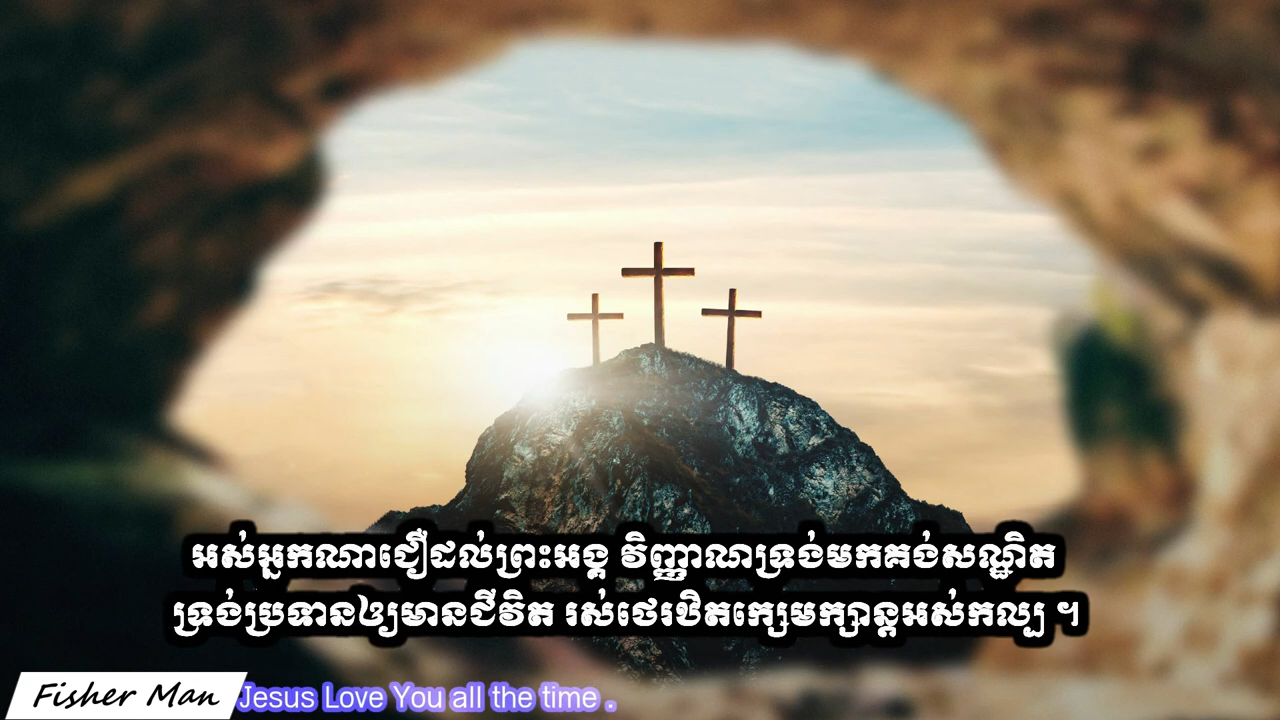 អស់អ្នកណាជឿដល់ព្រះអង្គ វិញ្ញាណទ្រង់មកគង់សណ្ឋិត
ទ្រង់ប្រទានឲ្យមានជីវិត រស់ថេរឋិតក្សេមក្សាន្តអស់កល្ប ។
Fisher Man Jesus Love You all the time .